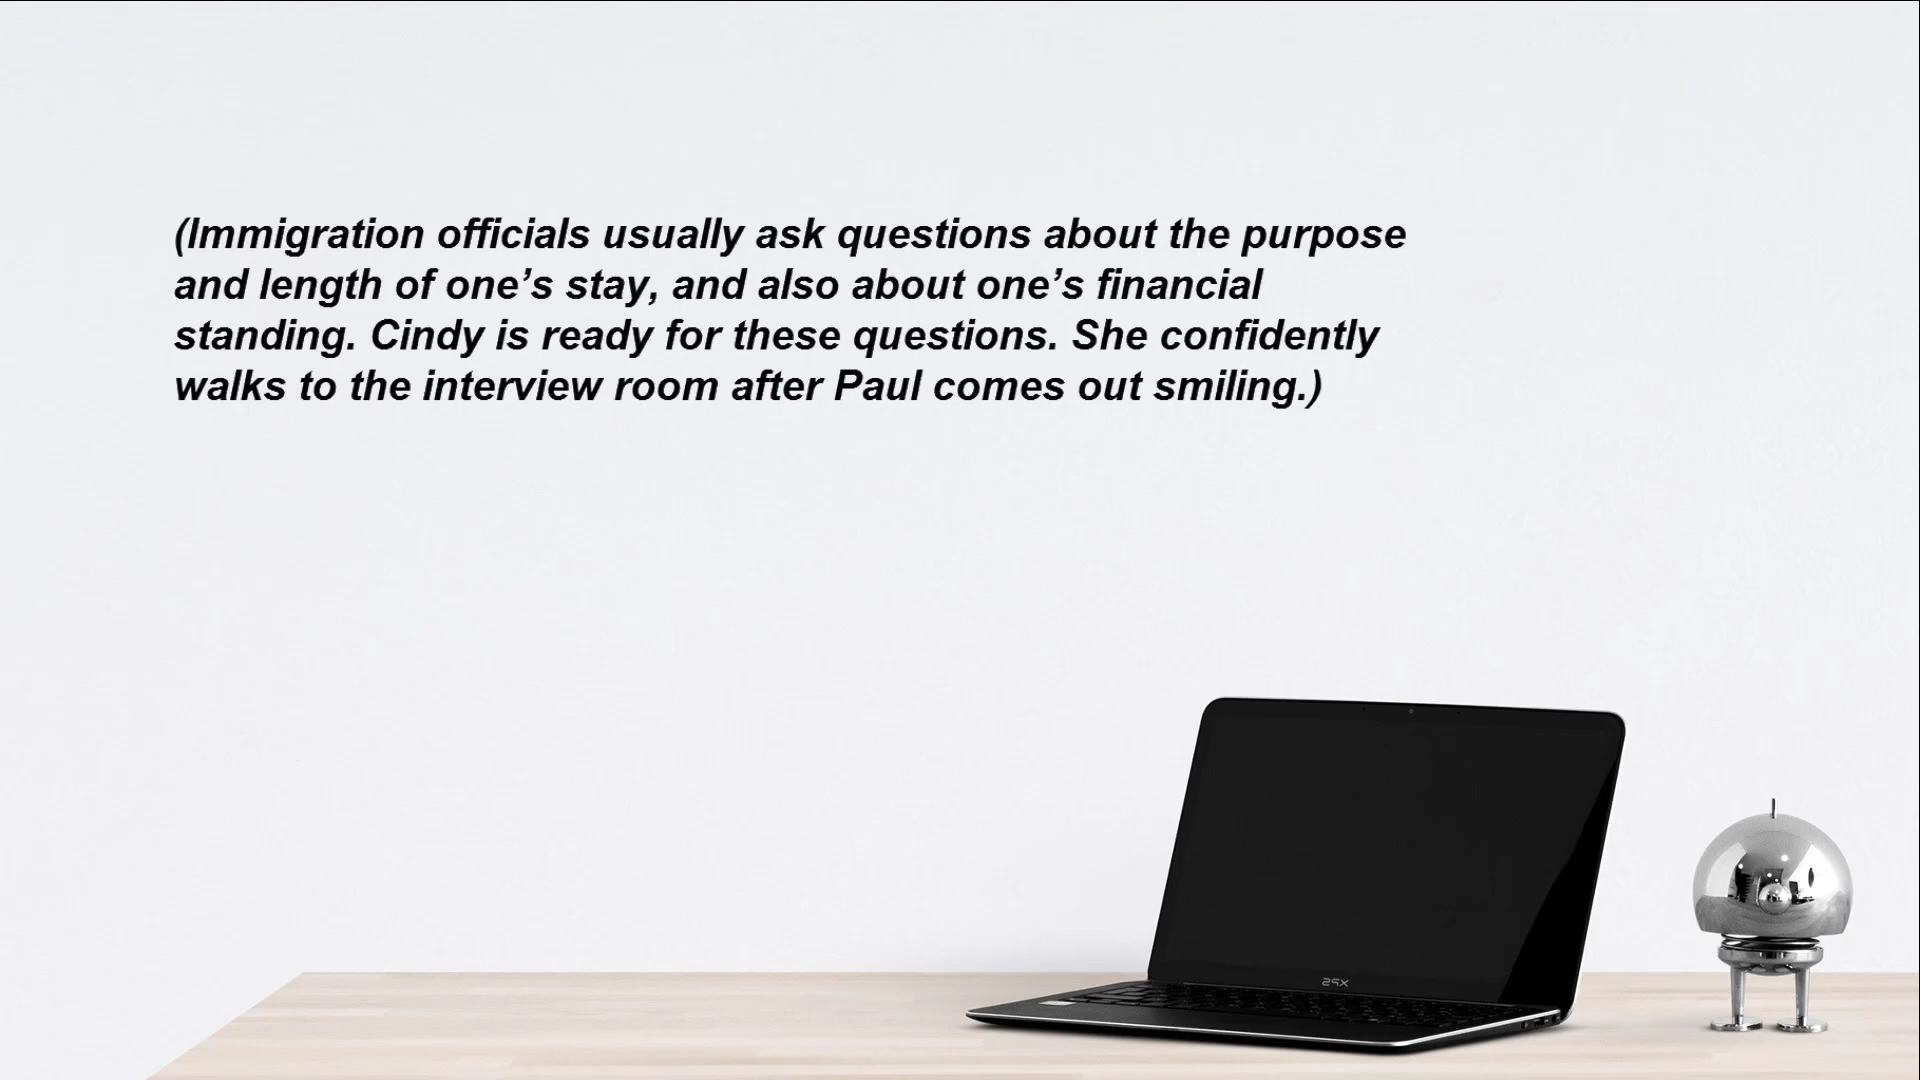 (Immigration officials usually ask questions about the purpose
and length of one’s stay, and also about one’s financial
standing. Cindy is ready for these questions. She confidently
walks to the interview room after Paul comes out smiling.)
XPS